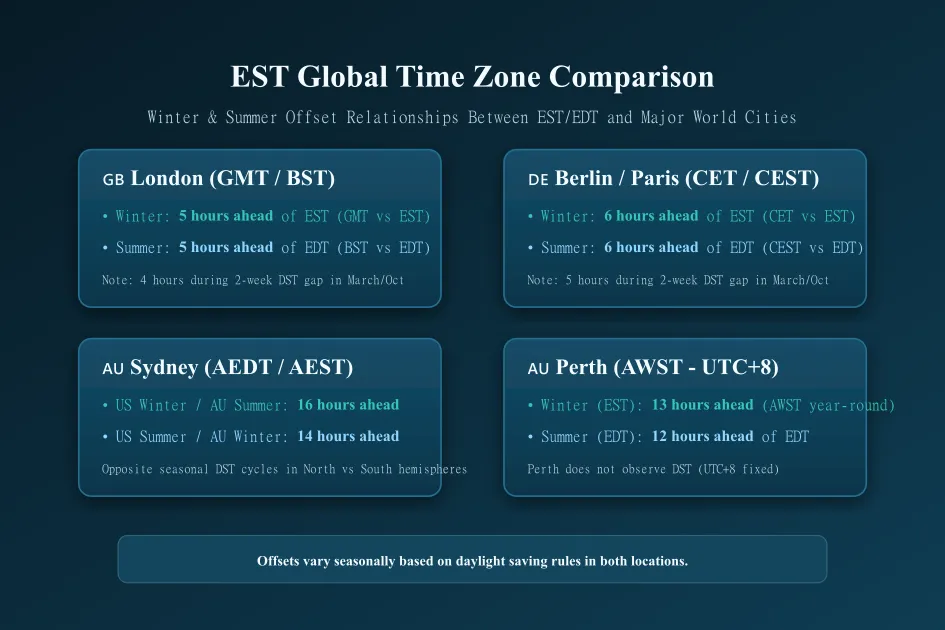 EST Global Time Zone Comparison
Winter & Summer Offset Relationships Between EST/EDT and Major World Cities
GB London (GMT / BST)
• Winter: 5 hours ahead of EST (GMT vs EST)
• Summer: 5 hours ahead of EDT (BST vs EDT)
Note: 4 hours during 2-week DST gap in March/Oct
DE Berlin / Paris (CET / CEST)
• Winter: 6 hours ahead of EST (CET vs EST)
• Summer: 6 hours ahead of EDT (CEST vs EDT)
Note: 5 hours during 2-week DST gap in March/Oct
AU Sydney (AEDT / AEST)
• US Winter / AU Summer: 16 hours ahead
• US Summer / AU Winter: 14 hours ahead
Opposite seasonal DST cycles in North vs South hemispheres
AU Perth (AWST - UTC+8)
• Winter (EST): 13 hours ahead (AWST year-round)
• Summer (EDT): 12 hours ahead of EDT
Perth does not observe DST (UTC+8 fixed)
Offsets vary seasonally based on daylight saving rules in both locations.